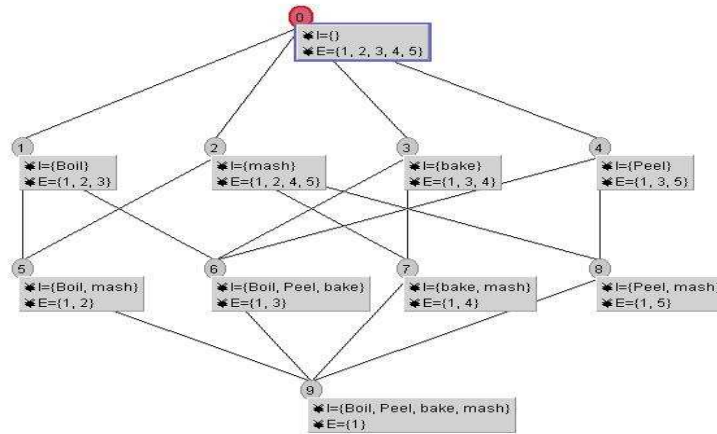 0
I={}
E={1, 2, 3, 4, 5}
1
I={Boil}
E={1, 2, 3}
2
I={mash}
E={1, 2, 4, 5}
3
I={bake}
E={1, 3, 4}
4
I={Peel}
E={1, 3, 5}
5
I={Boil, mash}
E={1, 2}
6
I={Boil, Peel, bake}
E={1, 3}
7
I={bake, mash}
E={1, 4}
8
I={Peel, mash}
E={1, 5}
9
I={Boil, Peel, bake, mash}
E={1}